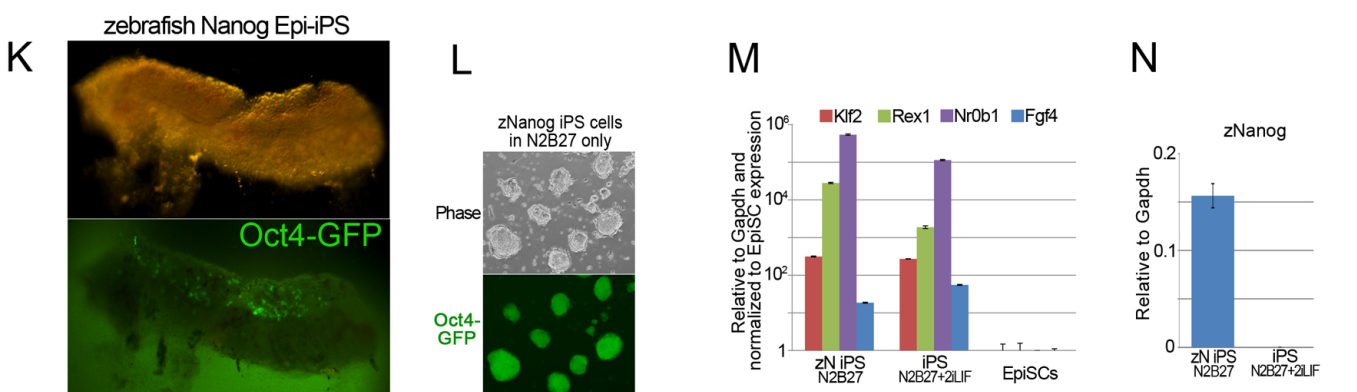 K
zebrafish Nanog Epi-iPS
Oct4-GFP
L
zNanog iPS cells
in N2B27 only
Phase
Oct4-
GFP
M
Relative to Gapdh and
normalized to EpiSC expression
Klf2 Rex1 Nr0b1 Fgf4
10⁶
10⁴
10²
1
zN iPS
N2B27
iPS
N2B27+2iLIF
EpiSCs
N
zNanog
Relative to Gapdh
0.2
0.1
0
zN iPS
N2B27
iPS
N2B27+2iLIF